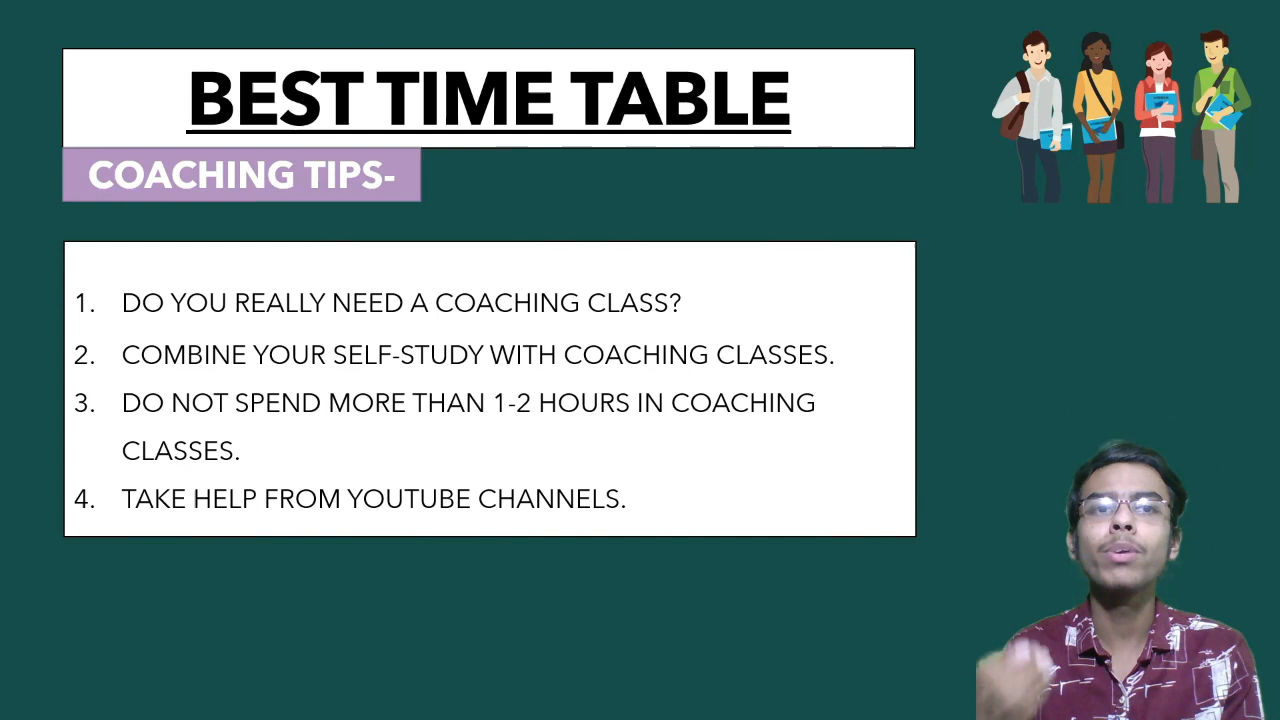 BEST TIME TABLE
COACHING TIPS-
1. DO YOU REALLY NEED A COACHING CLASS?
2. COMBINE YOUR SELF-STUDY WITH COACHING CLASSES.
3. DO NOT SPEND MORE THAN 1-2 HOURS IN COACHING
CLASSES.
4. TAKE HELP FROM YOUTUBE CHANNELS.